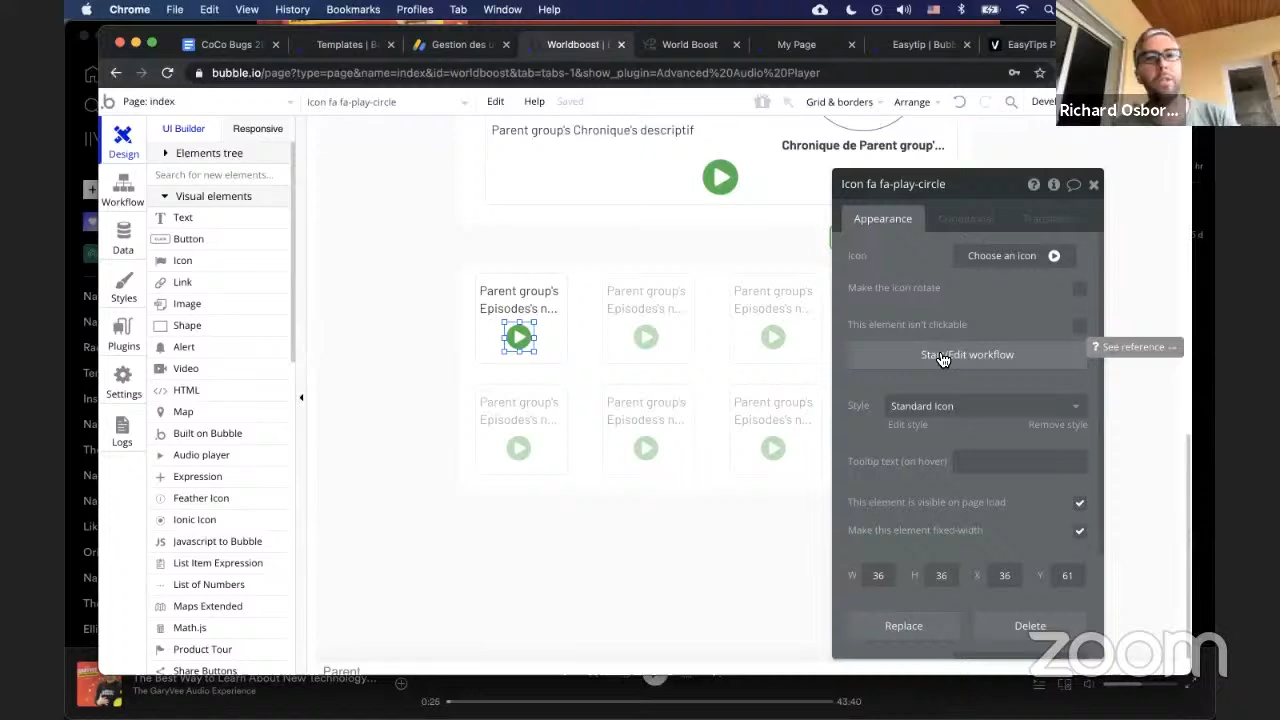 Chrome File Edit View History Bookmarks Profiles Tab Window Help
CoCo Bugs 2
Templates | B
Gestion des u
Worldboost |
World Boost
My Page
Easytip | Bubb
EasyTips P
bubble.io/page?type=page&name=index&id=worldboost&tab=tabs-1&show_plugin=Advanced%20Audio%20Player
Richard Osbor...
Page: index
Icon fa fa-play-circle
Edit Help Saved
Grid & borders
Arrange
Devel
Design
Workflow
Data
Styles
Plugins
Settings
Logs
UI Builder Responsive
Elements tree
Search for new elements...
Visual elements
Text
Button
Icon
Link
Image
Shape
Alert
Video
HTML
Map
Built on Bubble
Audio player
Expression
Feather Icon
Ionic Icon
Javascript to Bubble
List Item Expression
List of Numbers
Maps Extended
Math.js
Product Tour
Share Buttons
Parent group's Chronique's descriptif
Chronique de Parent group'...
Parent group's
Episodes's n...
Parent group's
Episodes's n...
Parent group's
Episodes's n...
Parent group's
Episodes's n...
Parent group's
Episodes's n...
Parent group's
Episodes's n...
Parent
Icon fa fa-play-circle
Appearance Conditional
Icon Choose an icon
Make the icon rotate
This element isn't clickable
Start/Edit workflow
? See reference →
Style Standard Icon
Edit style Remove style
Tooltip text (on hover)
This element is visible on page load
Make this element fixed-width
W 36 H 36 X 36 Y 61
Replace Delete
The Best Way to Learn About New Technology...
The GaryVee Audio Experience
0:25
43:40
zoom